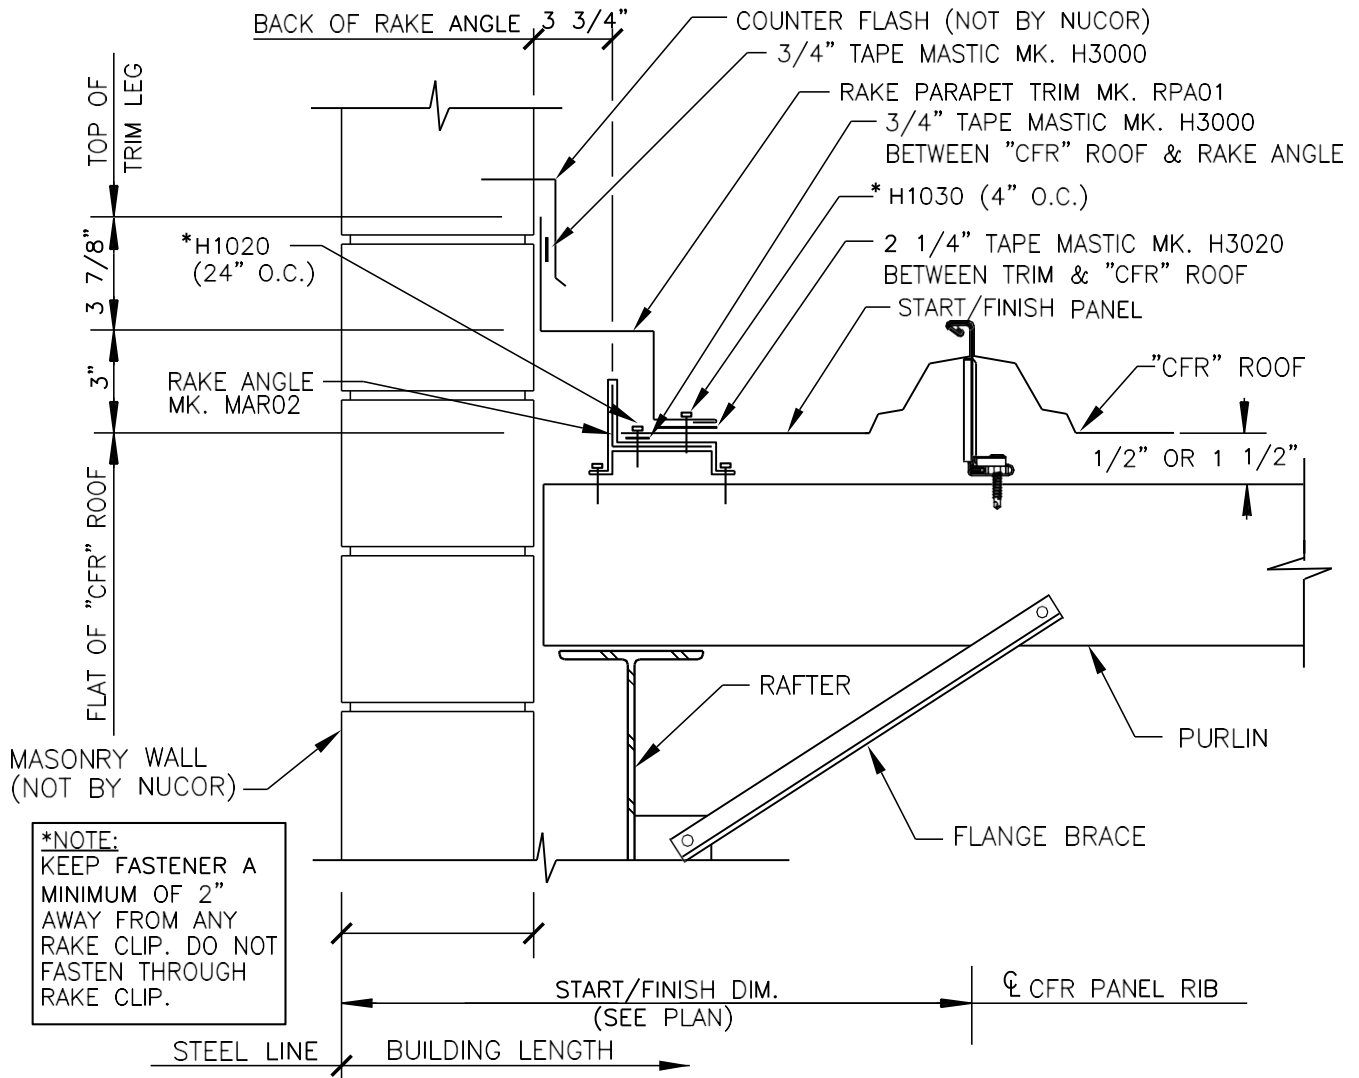 BACK OF RAKE ANGLE
3 3/4"
COUNTER FLASH (NOT BY NUCOR)
3/4" TAPE MASTIC MK. H3000
RAKE PARAPET TRIM MK. RPA01
3/4" TAPE MASTIC MK. H3000
BETWEEN "CFR" ROOF & RAKE ANGLE
*H1030 (4" O.C.)
2 1/4" TAPE MASTIC MK. H3020
BETWEEN TRIM & "CFR" ROOF
START/FINISH PANEL
"CFR" ROOF
1/2" OR 1 1/2"
TOP OF
TRIM LEG
3 7/8"
3"
FLAT OF "CFR" ROOF
*H1020
(24" O.C.)
RAKE ANGLE
MK. MAR02
RAFTER
PURLIN
FLANGE BRACE
MASONRY WALL
(NOT BY NUCOR)
*NOTE:
KEEP FASTENER A
MINIMUM OF 2"
AWAY FROM ANY
RAKE CLIP. DO NOT
FASTEN THROUGH
RAKE CLIP.
START/FINISH DIM.
(SEE PLAN)
℄ CFR PANEL RIB
STEEL LINE
BUILDING LENGTH